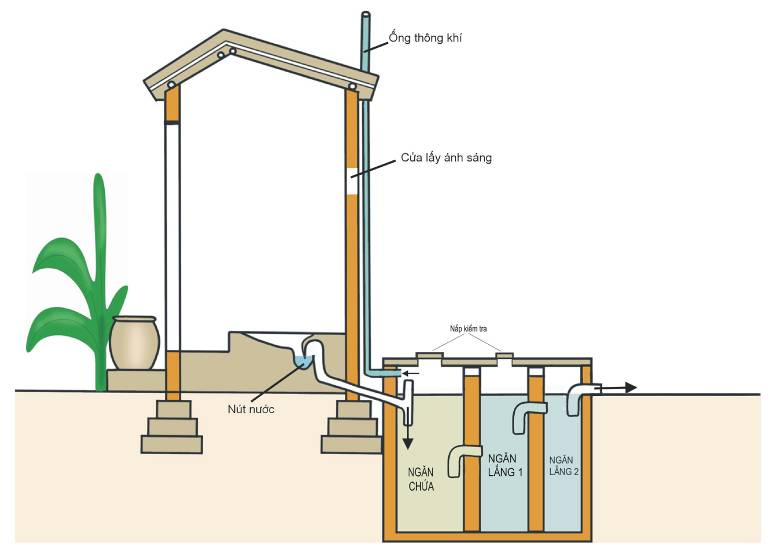 Ống thông khí
Cửa lấy ánh sáng
Nắp kiểm tra
Nút nước
NGĂN
CHỨA
NGĂN
LẮNG 1
NGĂN
LẮNG 2